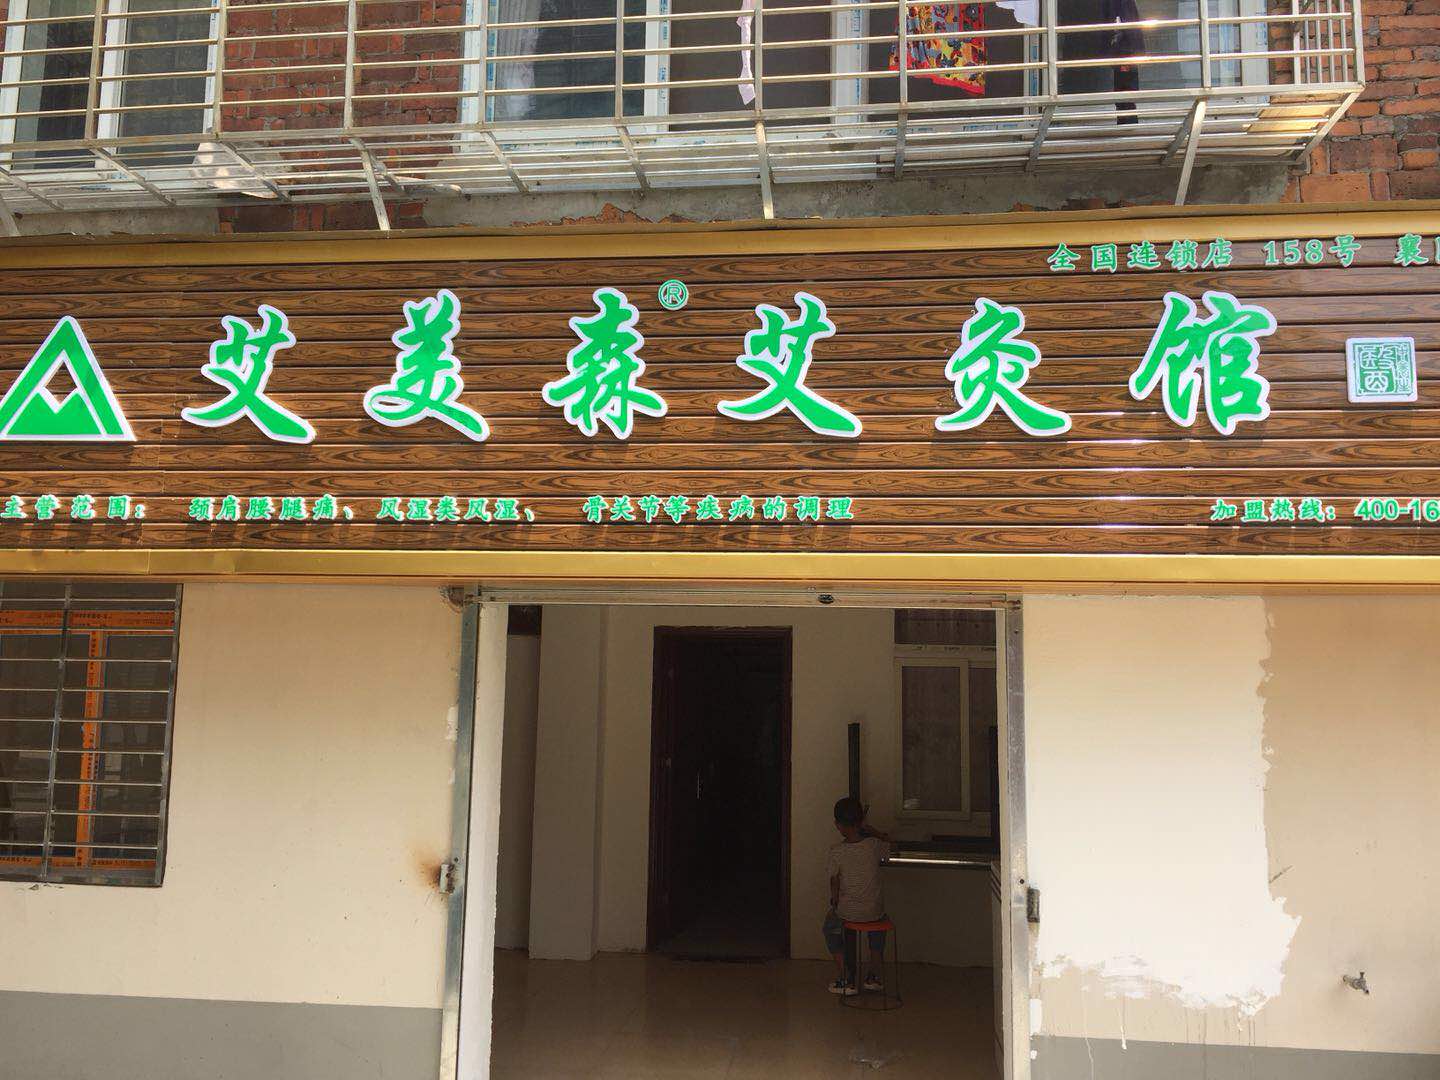 全国连锁店 158号 襄
艾美森®艾灸馆
主营范围： 颈肩腰腿痛、风湿类风湿、 骨关节等疾病的调理
加盟热线：400-16